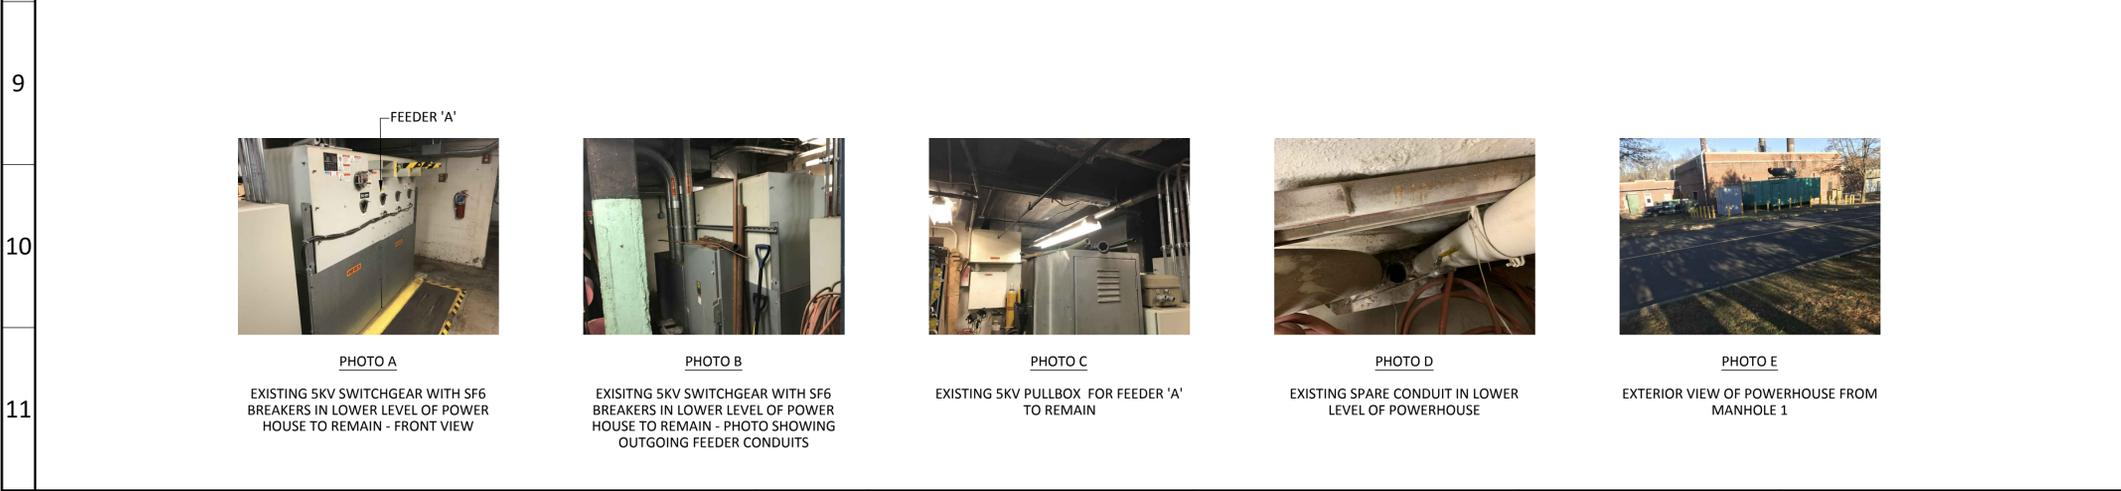 9
10
11
FEEDER 'A'
PHOTO A
EXISTING 5KV SWITCHGEAR WITH SF6
BREAKERS IN LOWER LEVEL OF POWER
HOUSE TO REMAIN - FRONT VIEW
PHOTO B
EXISITNG 5KV SWITCHGEAR WITH SF6
BREAKERS IN LOWER LEVEL OF POWER
HOUSE TO REMAIN - PHOTO SHOWING
OUTGOING FEEDER CONDUITS
PHOTO C
EXISTING 5KV PULLBOX  FOR FEEDER 'A'
TO REMAIN
PHOTO D
EXISTING SPARE CONDUIT IN LOWER
LEVEL OF POWERHOUSE
PHOTO E
EXTERIOR VIEW OF POWERHOUSE FROM
MANHOLE 1